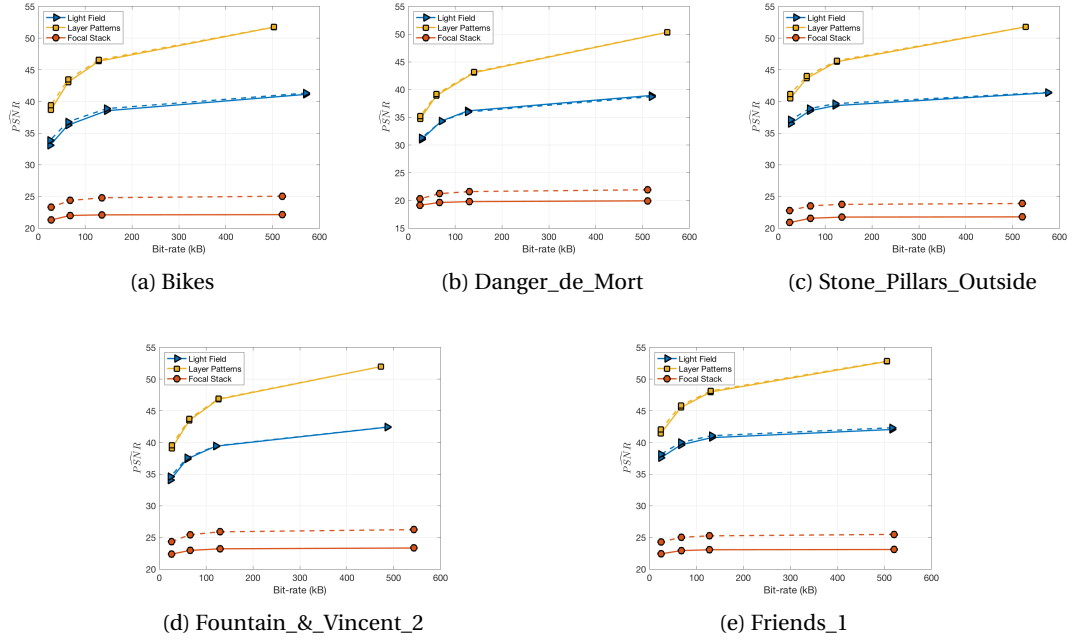 55
50
45
40
35
30
25
20
0 100 200 300 400 500 600
PSNR
Bit-rate (kB)
Light Field
Layer Patterns
Focal Stack
(a) Bikes
55
50
45
40
35
30
25
20
15
0 100 200 300 400 500 600
PSNR
Bit-rate (kB)
Light Field
Layer Patterns
Focal Stack
(b) Danger_de_Mort
55
50
45
40
35
30
25
20
0 100 200 300 400 500 600
PSNR
Bit-rate (kB)
Light Field
Layer Patterns
Focal Stack
(c) Stone_Pillars_Outside
55
50
45
40
35
30
25
20
0 100 200 300 400 500 600
PSNR
Bit-rate (kB)
Light Field
Layer Patterns
Focal Stack
(d) Fountain_&_Vincent_2
55
50
45
40
35
30
25
20
0 100 200 300 400 500 600
PSNR
Bit-rate (kB)
Light Field
Layer Patterns
Focal Stack
(e) Friends_1